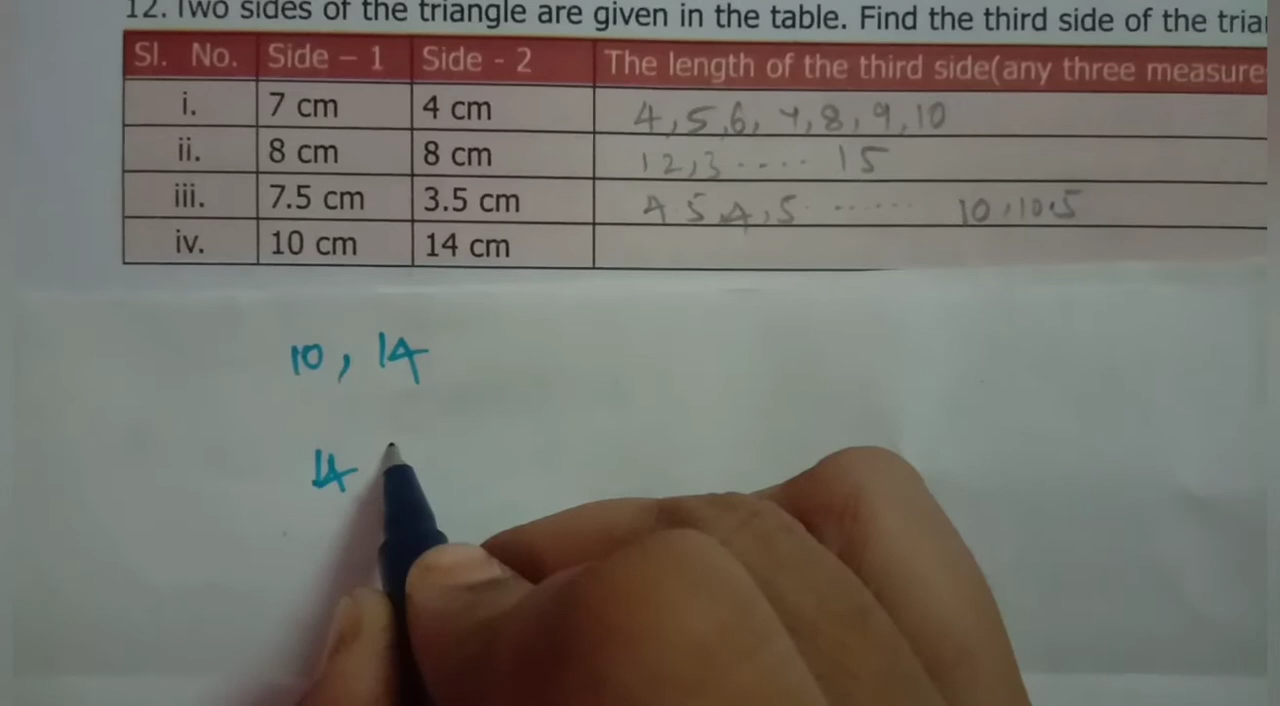 12. Two sides of the triangle are given in the table. Find the third side of the tria
Sl. No. Side – 1 Side - 2 The length of the third side(any three measure
i. 7 cm 4 cm 4,5,6,7,8,9,10
ii. 8 cm 8 cm 1 2,3 ..... 15
iii. 7.5 cm 3.5 cm 4.5 4,5 ...... 10,10.5
iv. 10 cm 14 cm
10, 14
14